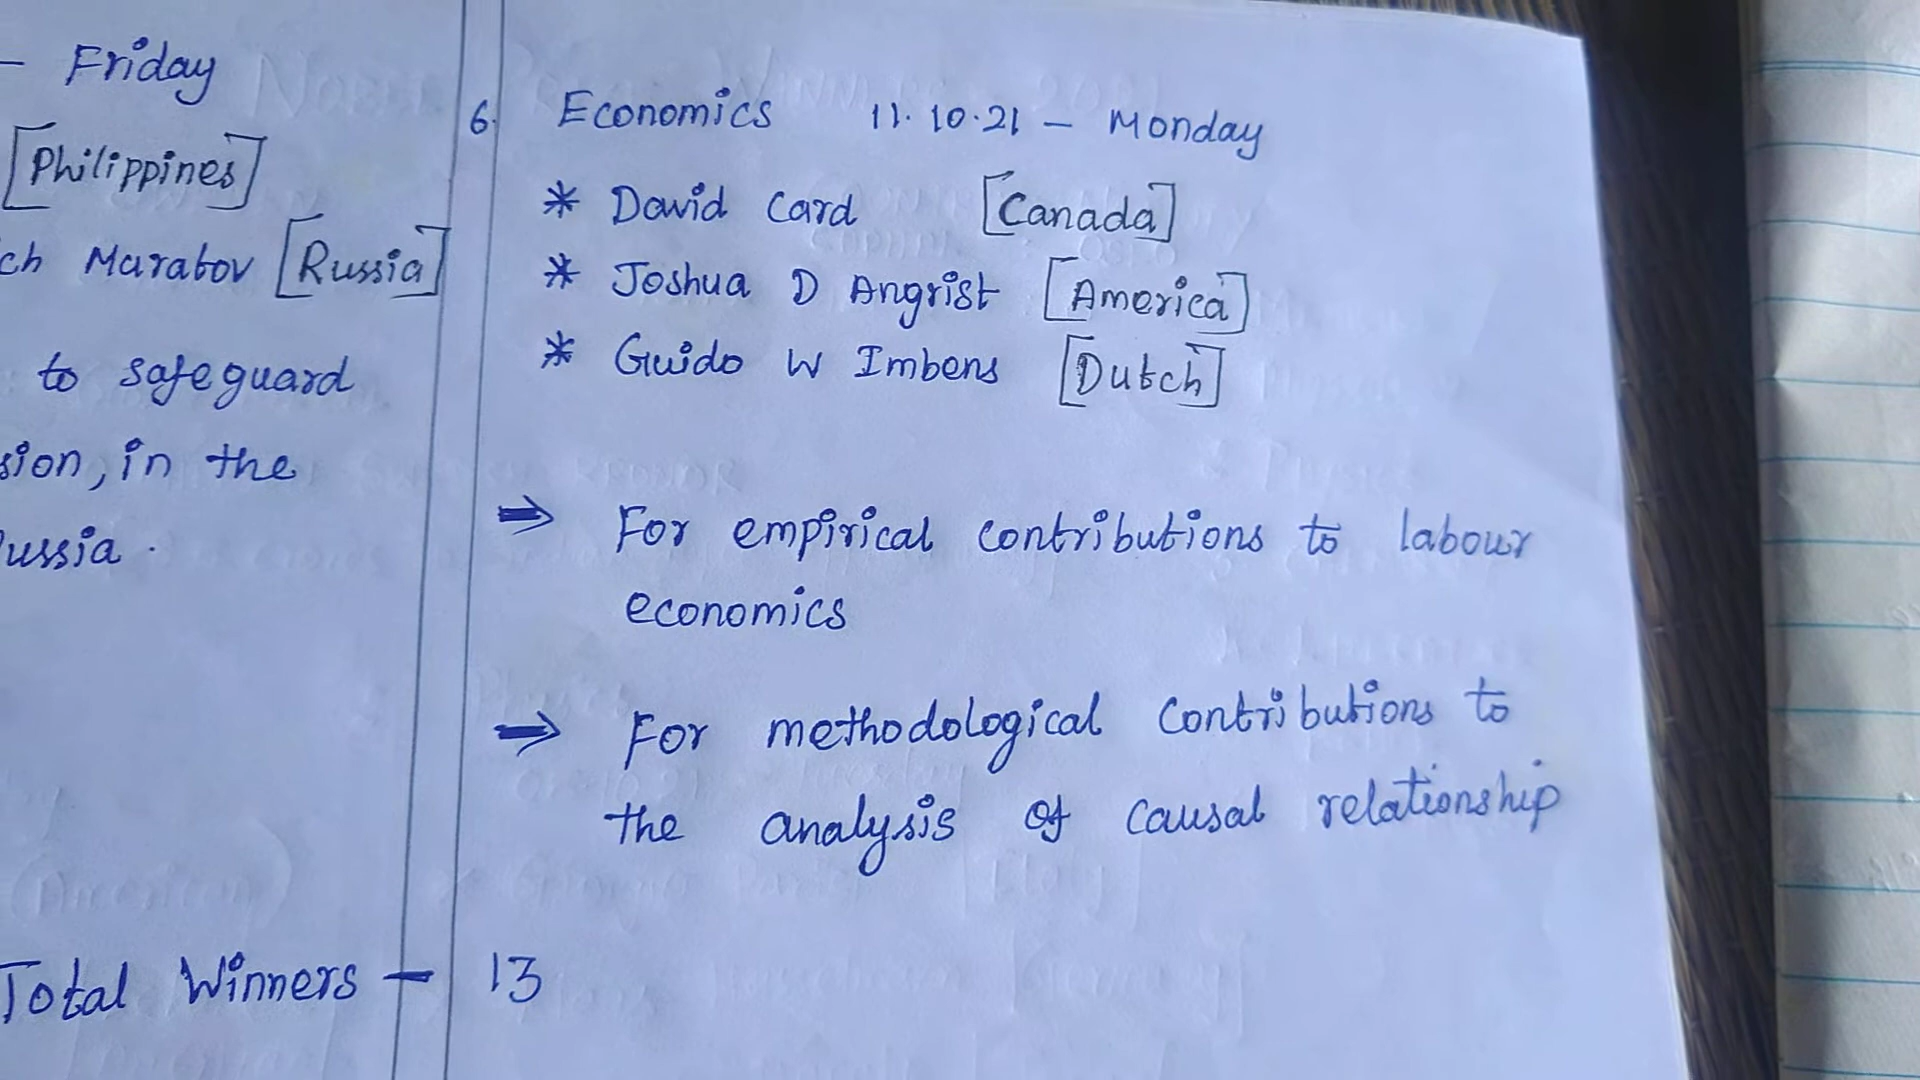 – Friday
[Philippines]
ch Muratov [Russia]
to safeguard
sion, in the
ussia.
6. Economics 11.10.21 – Monday
* David Card [Canada]
* Joshua D Angrist [America]
* Guido W Imbens [Dutch]
⇒ For empirical contributions to labour
economics
⇒ For methodological contributions to
the analysis of causal relationship
Total Winners – 13